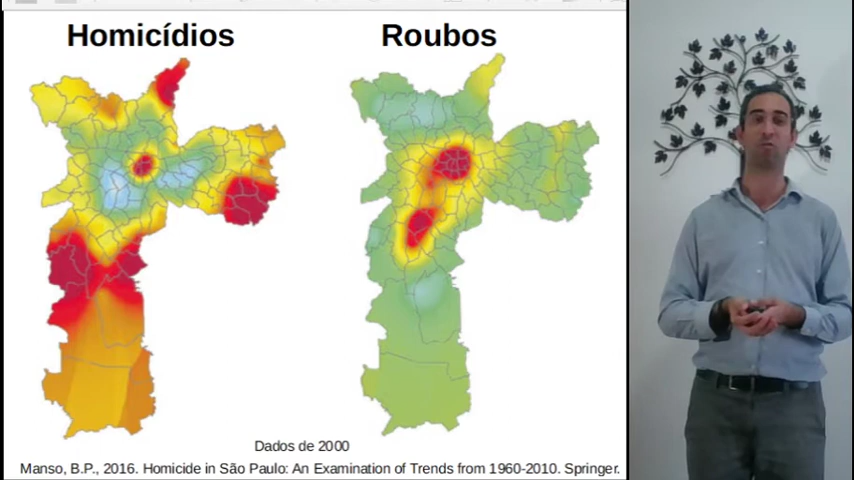 Homicídios
Roubos
Dados de 2000
Manso, B.P., 2016. Homicide in São Paulo: An Examination of Trends from 1960-2010. Springer.